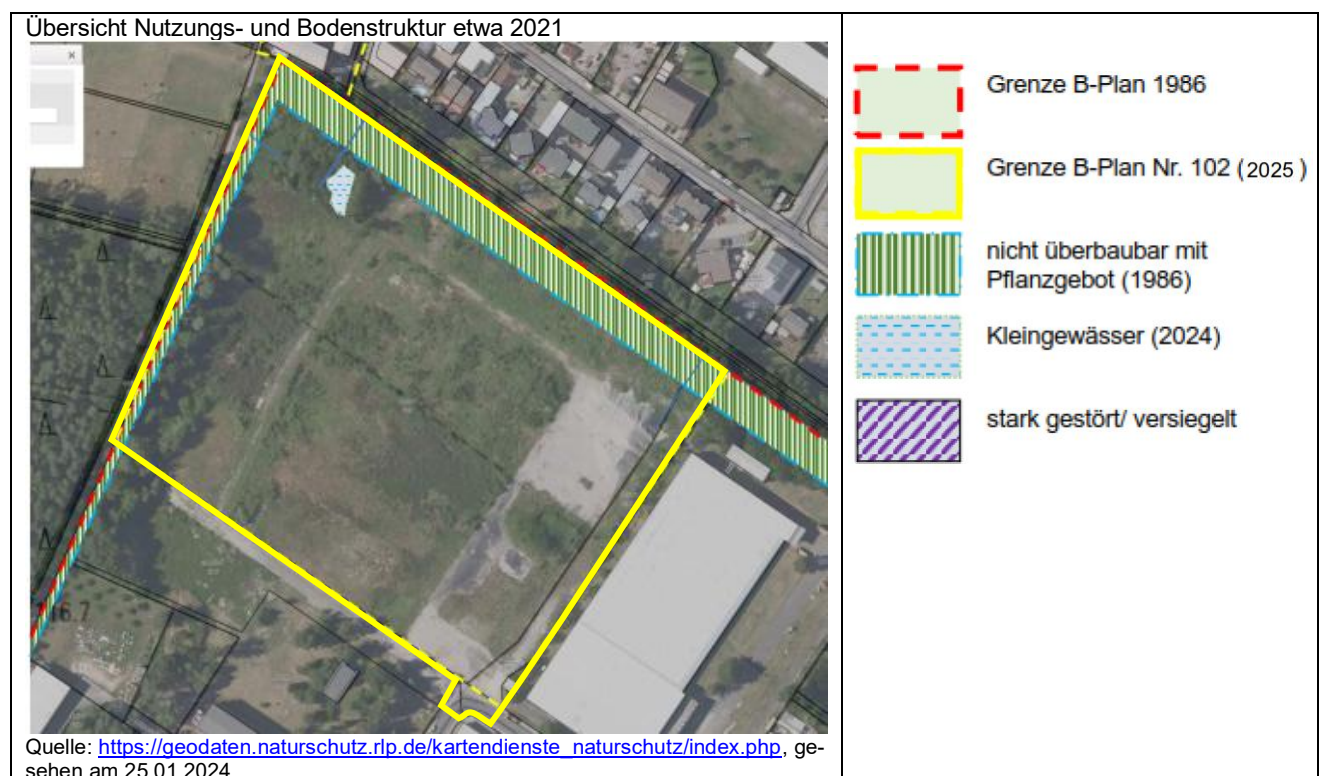 Übersicht Nutzungs- und Bodenstruktur etwa 2021
Grenze B-Plan 1986
Grenze B-Plan Nr. 102 (2025 )
nicht überbaubar mit
Pflanzgebot (1986)
Kleingewässer (2024)
stark gestört/ versiegelt
Quelle: https://geodaten.naturschutz.rlp.de/kartendienste_naturschutz/index.php, ge-
sehen am 25.01.2024